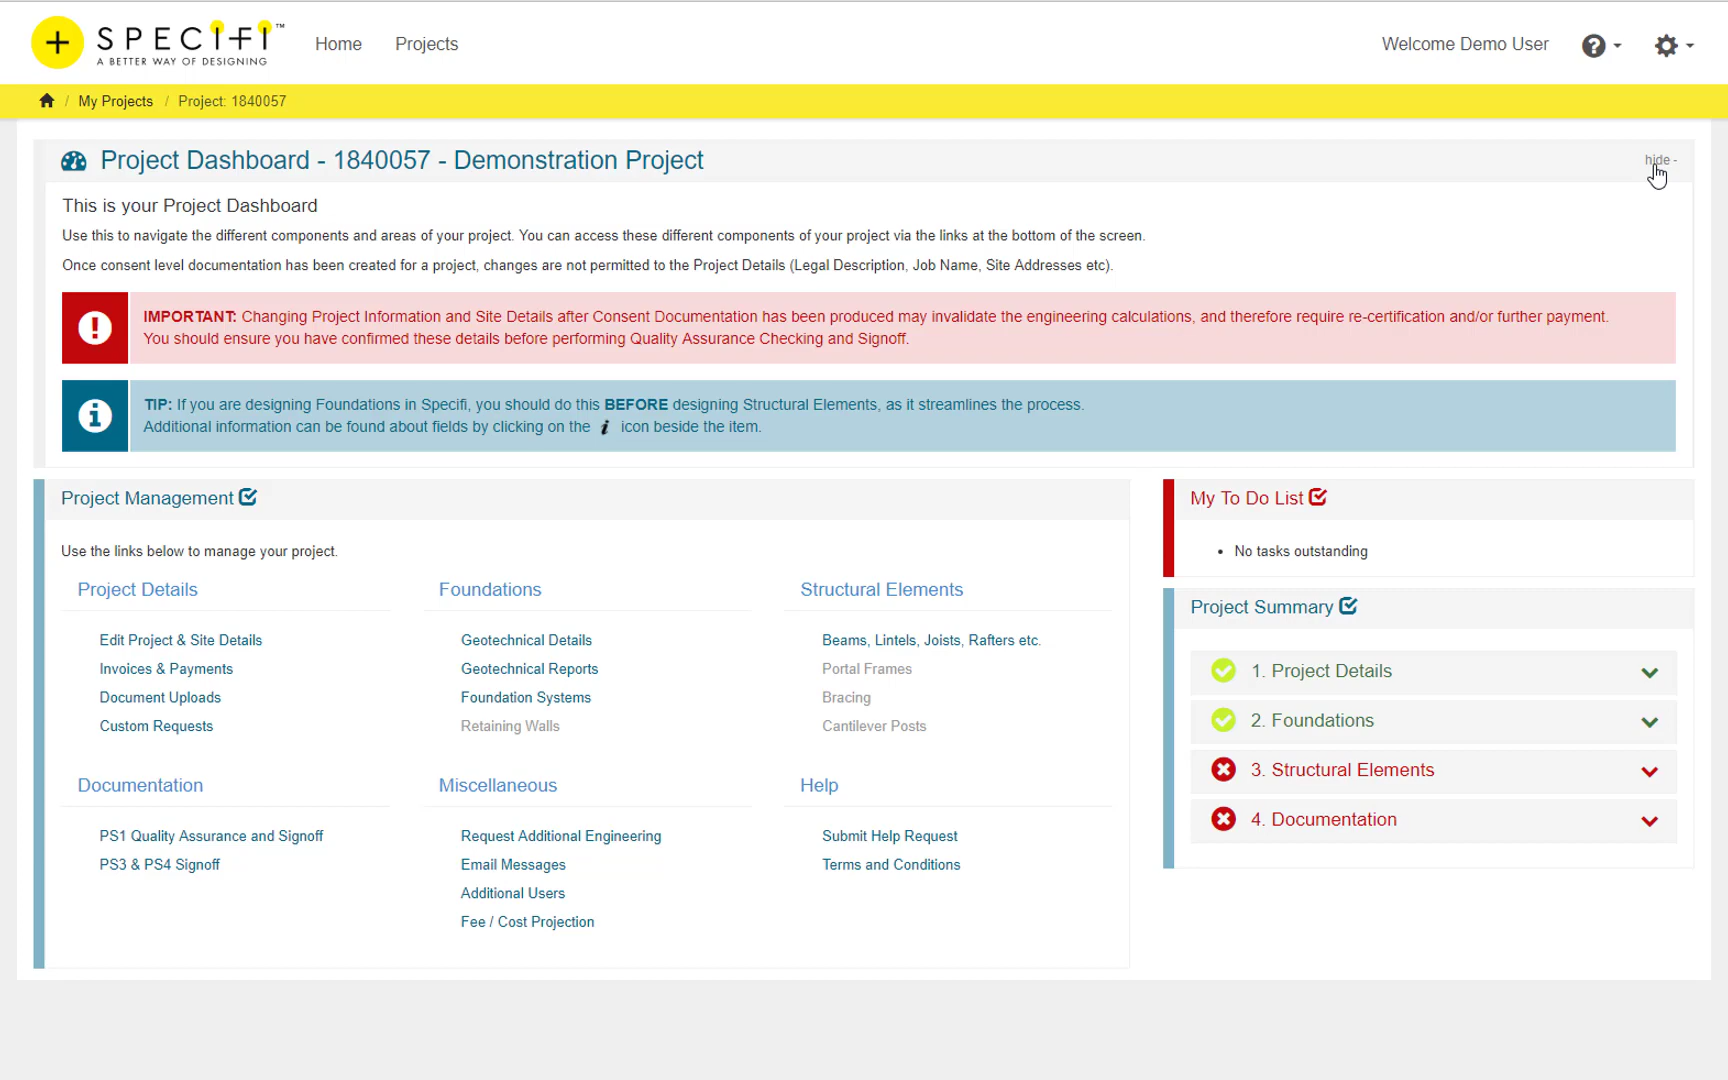 SPECIFI™
A BETTER WAY OF DESIGNING
Home
Projects
Welcome Demo User
/ My Projects / Project: 1840057
Project Dashboard - 1840057 - Demonstration Project
hide -
This is your Project Dashboard
Use this to navigate the different components and areas of your project. You can access these different components of your project via the links at the bottom of the screen.
Once consent level documentation has been created for a project, changes are not permitted to the Project Details (Legal Description, Job Name, Site Addresses etc).
IMPORTANT: Changing Project Information and Site Details after Consent Documentation has been produced may invalidate the engineering calculations, and therefore require re-certification and/or further payment.
You should ensure you have confirmed these details before performing Quality Assurance Checking and Signoff.
TIP: If you are designing Foundations in Specifi, you should do this BEFORE designing Structural Elements, as it streamlines the process.
Additional information can be found about fields by clicking on the i icon beside the item.
Project Management
Use the links below to manage your project.
Project Details
Edit Project & Site Details
Invoices & Payments
Document Uploads
Custom Requests
Foundations
Geotechnical Details
Geotechnical Reports
Foundation Systems
Retaining Walls
Structural Elements
Beams, Lintels, Joists, Rafters etc.
Portal Frames
Bracing
Cantilever Posts
Documentation
PS1 Quality Assurance and Signoff
PS3 & PS4 Signoff
Miscellaneous
Request Additional Engineering
Email Messages
Additional Users
Fee / Cost Projection
Help
Submit Help Request
Terms and Conditions
My To Do List
• No tasks outstanding
Project Summary
1. Project Details
2. Foundations
3. Structural Elements
4. Documentation